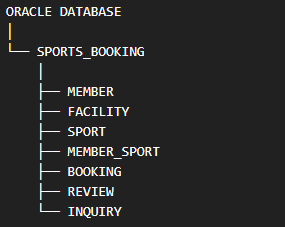 ORACLE DATABASE
SPORTS_BOOKING
MEMBER
FACILITY
SPORT
MEMBER_SPORT
BOOKING
REVIEW
INQUIRY